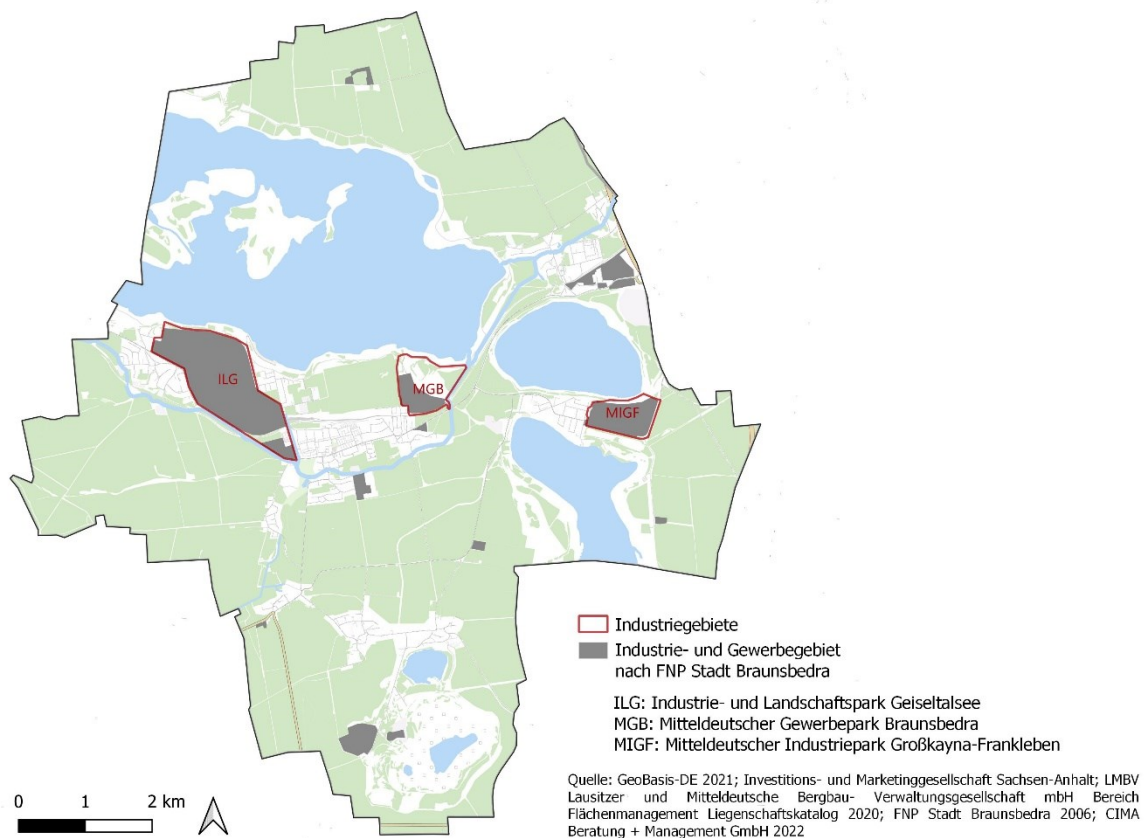 ILG
MGB
MIGF
Industriegebiete
Industrie- und Gewerbegebiet
nach FNP Stadt Braunsbedra
ILG: Industrie- und Landschaftspark Geiseltalsee
MGB: Mitteldeutscher Gewerbepark Braunsbedra
MIGF: Mitteldeutscher Industriepark Großkayna-Frankleben
Quelle: GeoBasis-DE 2021; Investitions- und Marketinggesellschaft Sachsen-Anhalt; LMBV
Lausitzer und Mitteldeutsche Bergbau- Verwaltungsgesellschaft mbH Bereich
Flächenmanagement Liegenschaftskatalog 2020; FNP Stadt Braunsbedra 2006; CIMA
Beratung + Management GmbH 2022
0 1 2 km